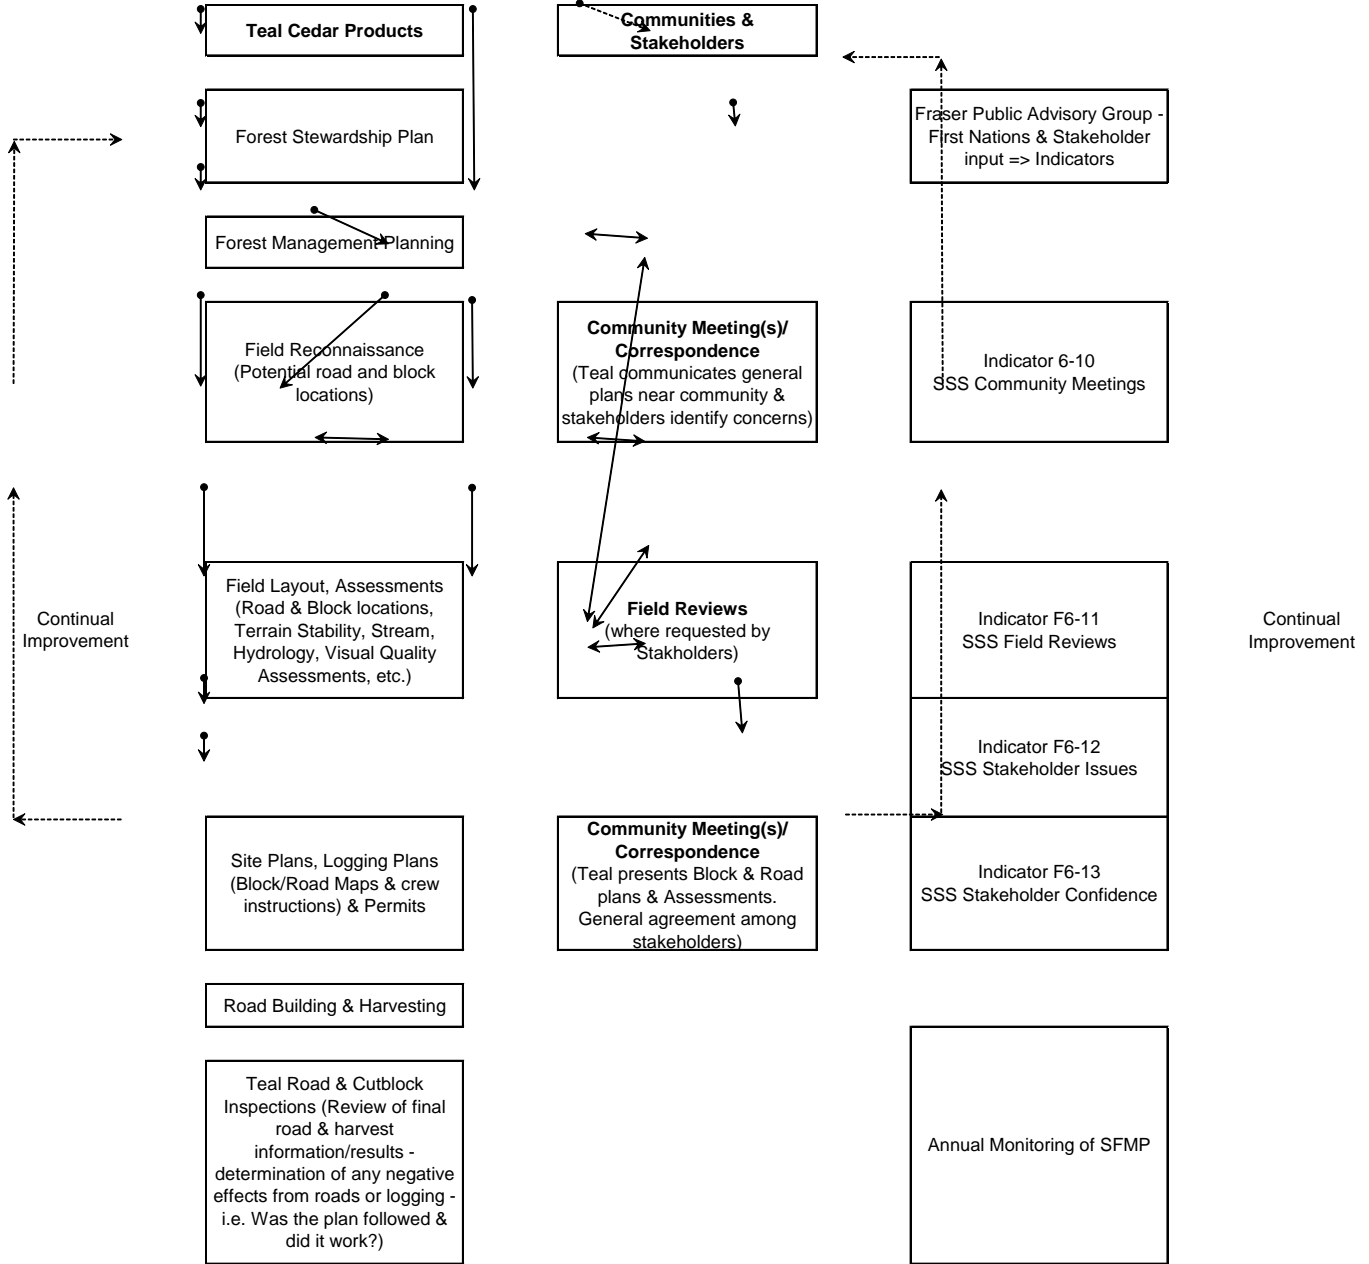 Teal Cedar Products
Communities &
Stakeholders
Forest Stewardship Plan
Fraser Public Advisory Group -
First Nations & Stakeholder
input => Indicators
Forest Management Planning
Field Reconnaissance
(Potential road and block
locations)
Community Meeting(s)/
Correspondence
(Teal communicates general
plans near community &
stakeholders identify concerns)
Indicator 6-10
SSS Community Meetings
Continual
Improvement
Field Layout, Assessments
(Road & Block locations,
Terrain Stability, Stream,
Hydrology, Visual Quality
Assessments, etc.)
Field Reviews
(where requested by
Stakholders)
Indicator F6-11
SSS Field Reviews
Continual
Improvement
Indicator F6-12
SSS Stakeholder Issues
Site Plans, Logging Plans
(Block/Road Maps & crew
instructions) & Permits
Community Meeting(s)/
Correspondence
(Teal presents Block & Road
plans & Assessments.
General agreement among
stakeholders)
Indicator F6-13
SSS Stakeholder Confidence
Road Building & Harvesting
Teal Road & Cutblock
Inspections (Review of final
road & harvest
information/results -
determination of any negative
effects from roads or logging -
i.e. Was the plan followed &
did it work?)
Annual Monitoring of SFMP